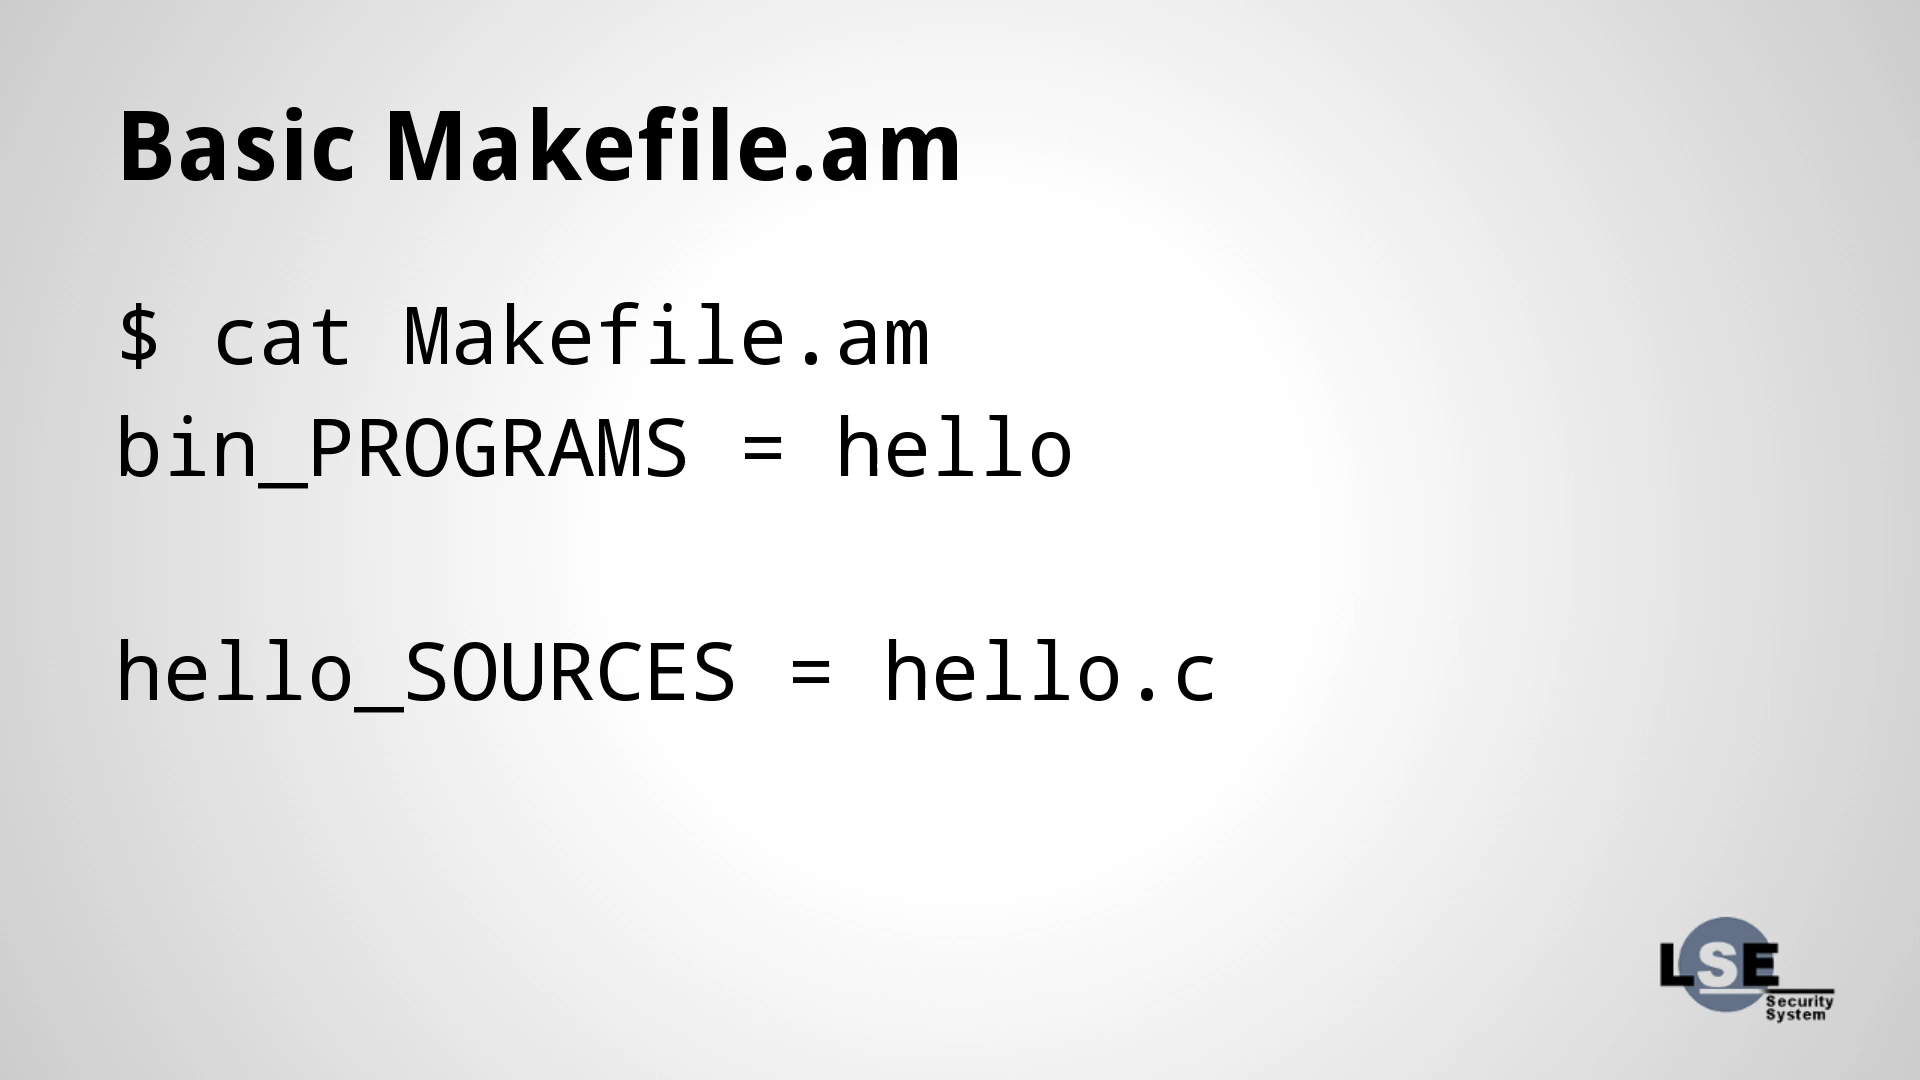 Basic Makefile.am
$ cat Makefile.am
bin_PROGRAMS = hello
hello_SOURCES = hello.c
LSE
Security
System